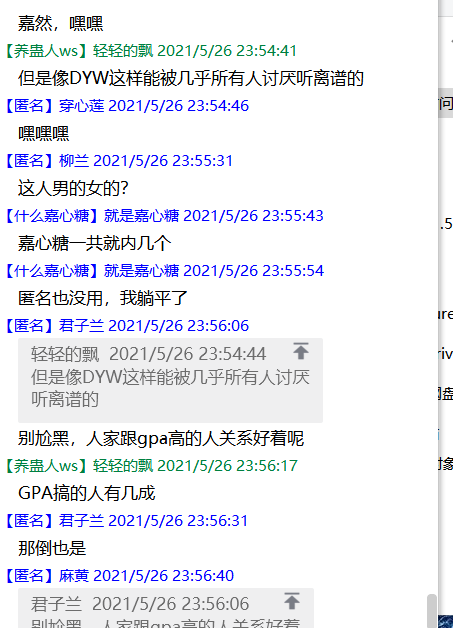 嘉然，嘿嘿
【养蛊人ws】轻轻的飘 2021/5/26 23:54:41
但是像DYW这样能被几乎所有人讨厌听离谱的
【匿名】穿心莲 2021/5/26 23:54:46
嘿嘿嘿
【匿名】柳兰 2021/5/26 23:55:31
这人男的女的？
【什么嘉心糖】就是嘉心糖 2021/5/26 23:55:43
嘉心糖一共就内几个
【什么嘉心糖】就是嘉心糖 2021/5/26 23:55:54
匿名也没用，我躺平了
【匿名】君子兰 2021/5/26 23:56:06
轻轻的飘 2021/5/26 23:54:44
但是像DYW这样能被几乎所有人讨厌
听离谱的
别尬黑，人家跟gpa高的人关系好着呢
【养蛊人ws】轻轻的飘 2021/5/26 23:56:17
GPA搞的人有几成
【匿名】君子兰 2021/5/26 23:56:31
那倒也是
【匿名】麻黄 2021/5/26 23:56:40
君子兰 2021/5/26 23:56:06
别尬黑，人家跟gpa高的人关系好着
问
.5
ure
riv
网盘
对象